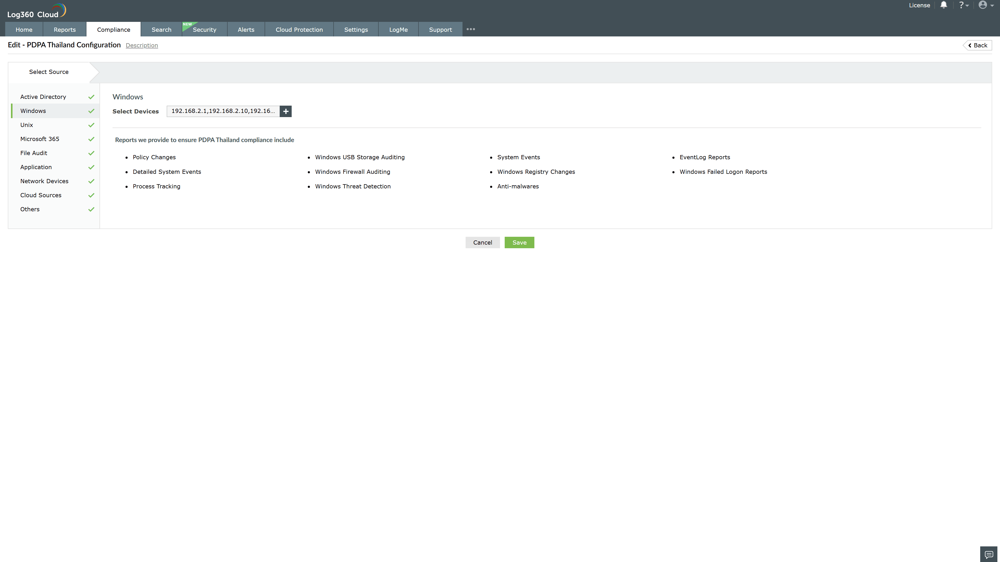 Log360 Cloud
License
?
Home Reports Compliance Search NEW Security Alerts Cloud Protection Settings LogMe Support
Edit - PDPA Thailand Configuration Description
Back
Select Source
Active Directory
Windows
Unix
Microsoft 365
File Audit
Application
Network Devices
Cloud Sources
Others
Windows
Select Devices 192.168.2.1,192.168.2.10,192.16...
Reports we provide to ensure PDPA Thailand compliance include
• Policy Changes • Windows USB Storage Auditing • System Events • EventLog Reports
• Detailed System Events • Windows Firewall Auditing • Windows Registry Changes • Windows Failed Logon Reports
• Process Tracking • Windows Threat Detection • Anti-malwares
Cancel Save